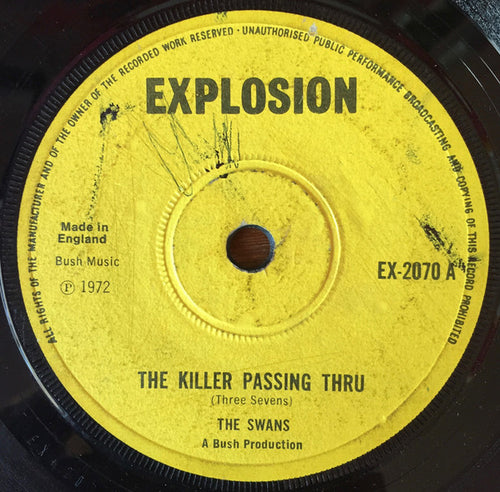 ALL RIGHTS OF THE MANUFACTURER AND OF THE OWNER OF THE RECORDED WORK RESERVED · UNAUTHORISED PUBLIC PERFORMANCE BROADCASTING AND COPYING OF THIS RECORD PROHIBITED
EXPLOSION
Made in
England
Bush Music
Ⓟ 1972
EX-2070 A
THE KILLER PASSING THRU
(Three Sevens)
THE SWANS
A Bush Production